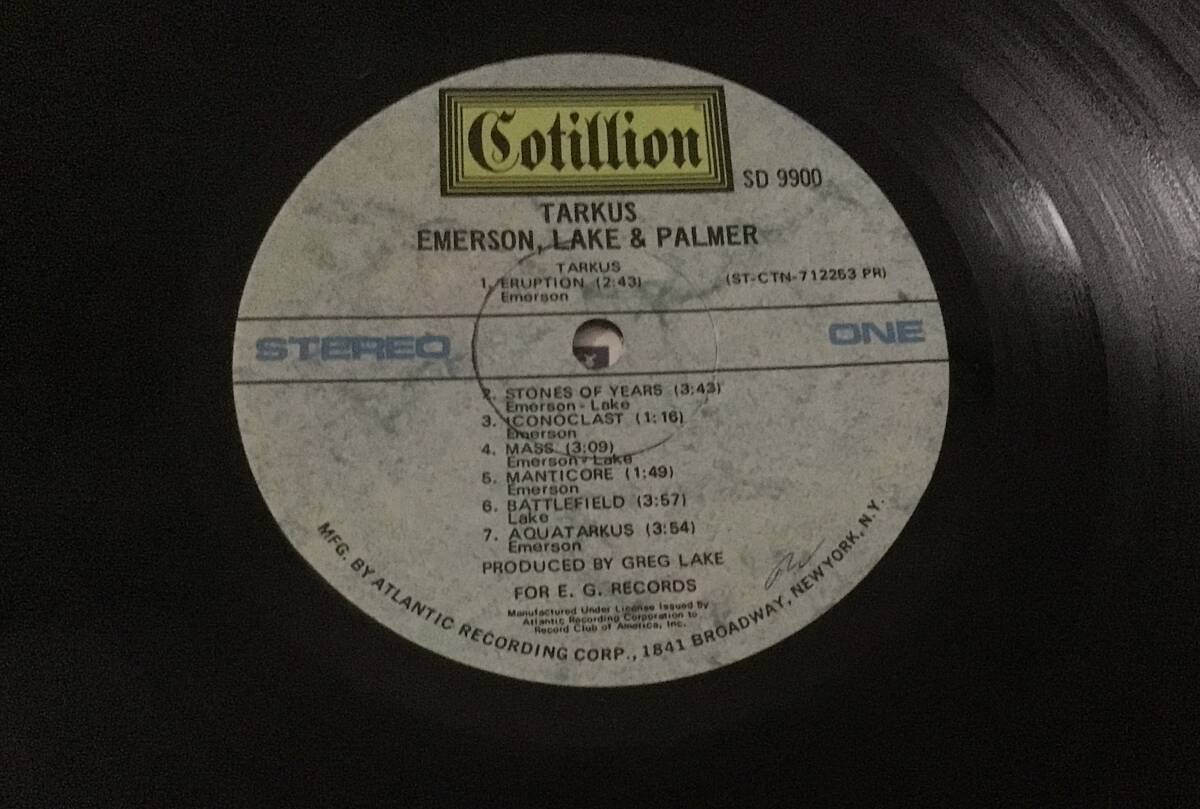 Cotillion
SD 9900
TARKUS
EMERSON, LAKE & PALMER
TARKUS
1. ERUPTION (2:43)
Emerson
(ST-CTN-712253 PR)
STEREO
ONE
2. STONES OF YEARS (3:43)
Emerson - Lake
3. ICONOCLAST (1:16)
Emerson
4. MASS (3:09)
Emerson - Lake
5. MANTICORE (1:49)
Emerson
6. BATTLEFIELD (3:57)
Lake
7. AQUATARKUS (3:54)
Emerson
PRODUCED BY GREG LAKE
FOR E. G. RECORDS
Manufactured Under License Issued By
Atlantic Recording Corporation to
Record Club of America, Inc.
MFG. BY ATLANTIC RECORDING CORP., 1841 BROADWAY, NEW YORK, N.Y.